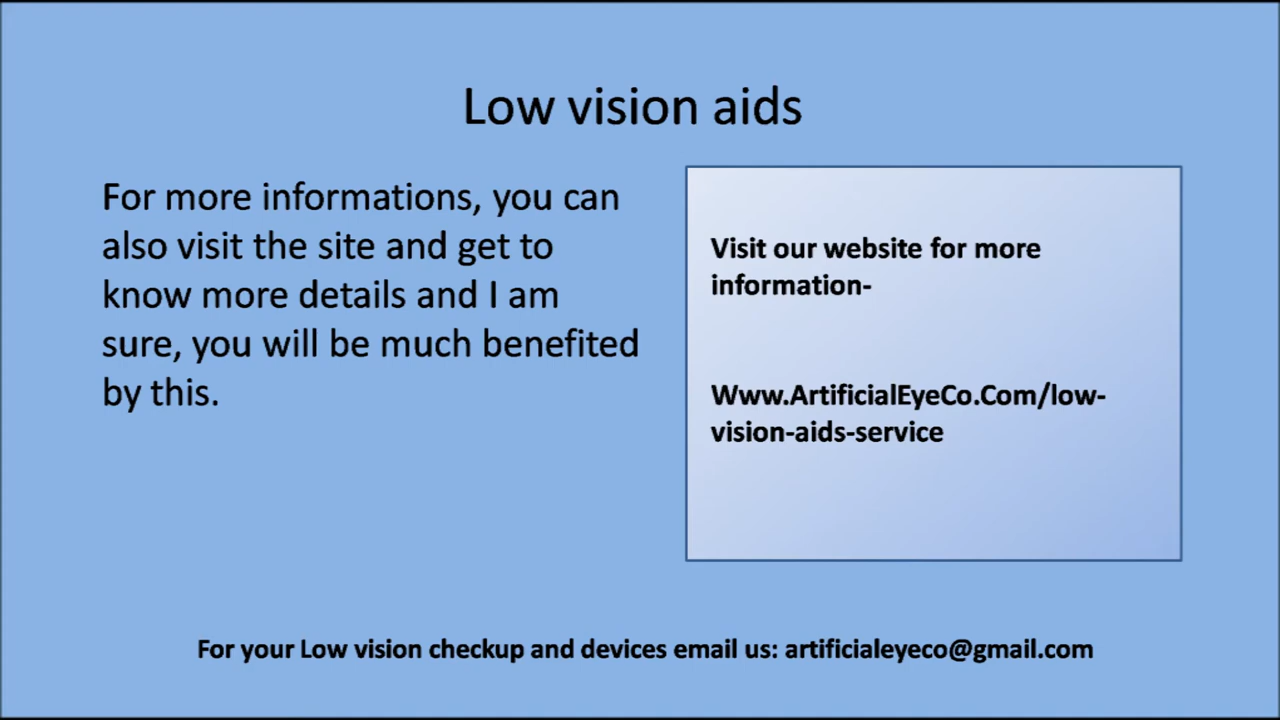 Low vision aids
For more informations, you can
also visit the site and get to
know more details and I am
sure, you will be much benefited
by this.
Visit our website for more
information-
Www.ArtificialEyeCo.Com/low-
vision-aids-service
For your Low vision checkup and devices email us: artificialeyeco@gmail.com